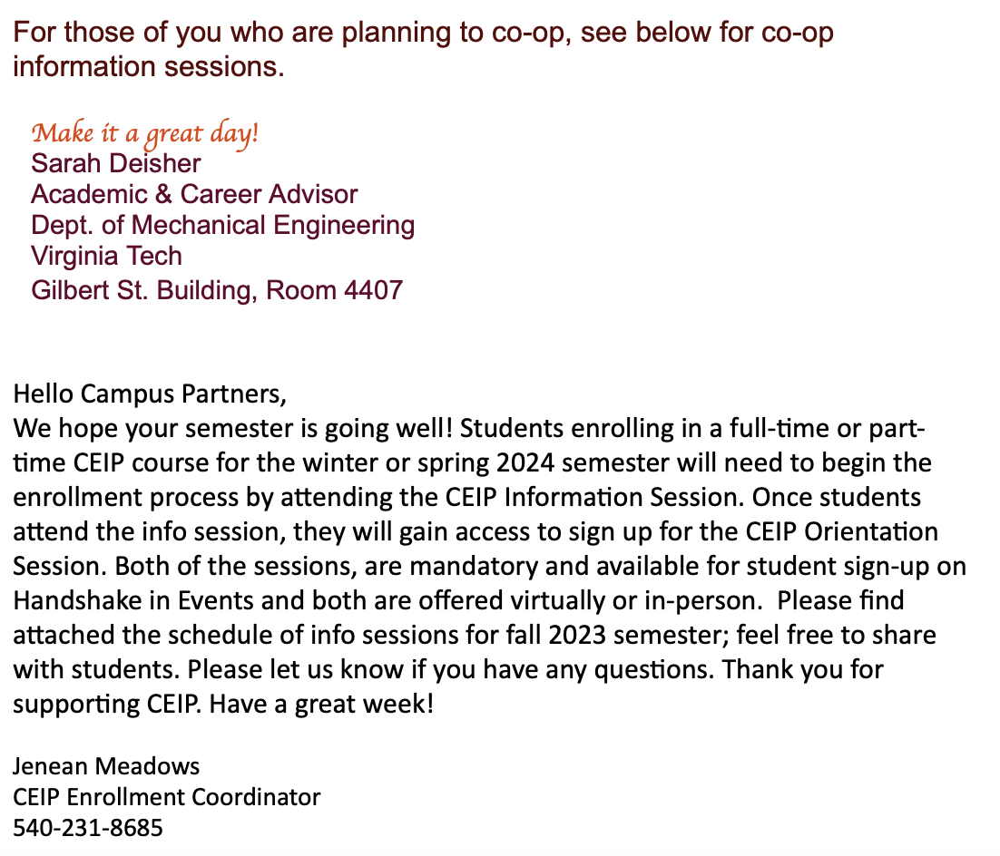 For those of you who are planning to co-op, see below for co-op
information sessions.
Make it a great day!
Sarah Deisher
Academic & Career Advisor
Dept. of Mechanical Engineering
Virginia Tech
Gilbert St. Building, Room 4407
Hello Campus Partners,
We hope your semester is going well! Students enrolling in a full-time or part-
time CEIP course for the winter or spring 2024 semester will need to begin the
enrollment process by attending the CEIP Information Session. Once students
attend the info session, they will gain access to sign up for the CEIP Orientation
Session. Both of the sessions, are mandatory and available for student sign-up on
Handshake in Events and both are offered virtually or in-person.  Please find
attached the schedule of info sessions for fall 2023 semester; feel free to share
with students. Please let us know if you have any questions. Thank you for
supporting CEIP. Have a great week!
Jenean Meadows
CEIP Enrollment Coordinator
540-231-8685